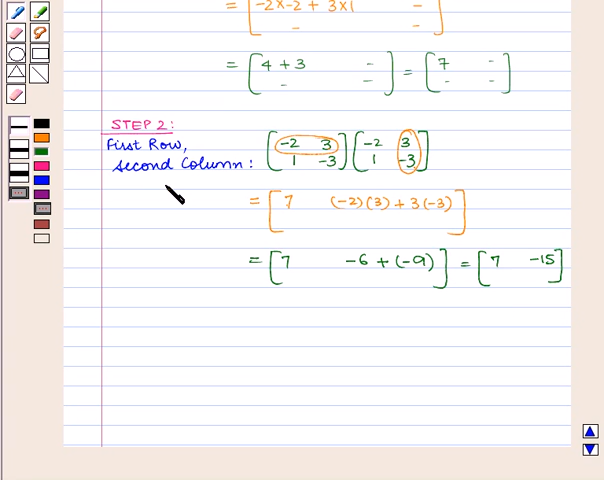 = [-2×-2 + 3×1 -
- -]
= [4+3 -
- -] = [7 -
- -]
STEP 2:
First Row,
second Column: [-2 3
1 -3] [-2 3
1 -3]
= [7 (-2)(3) + 3(-3)]
= [7 -6 + (-9)] = [7 -15]